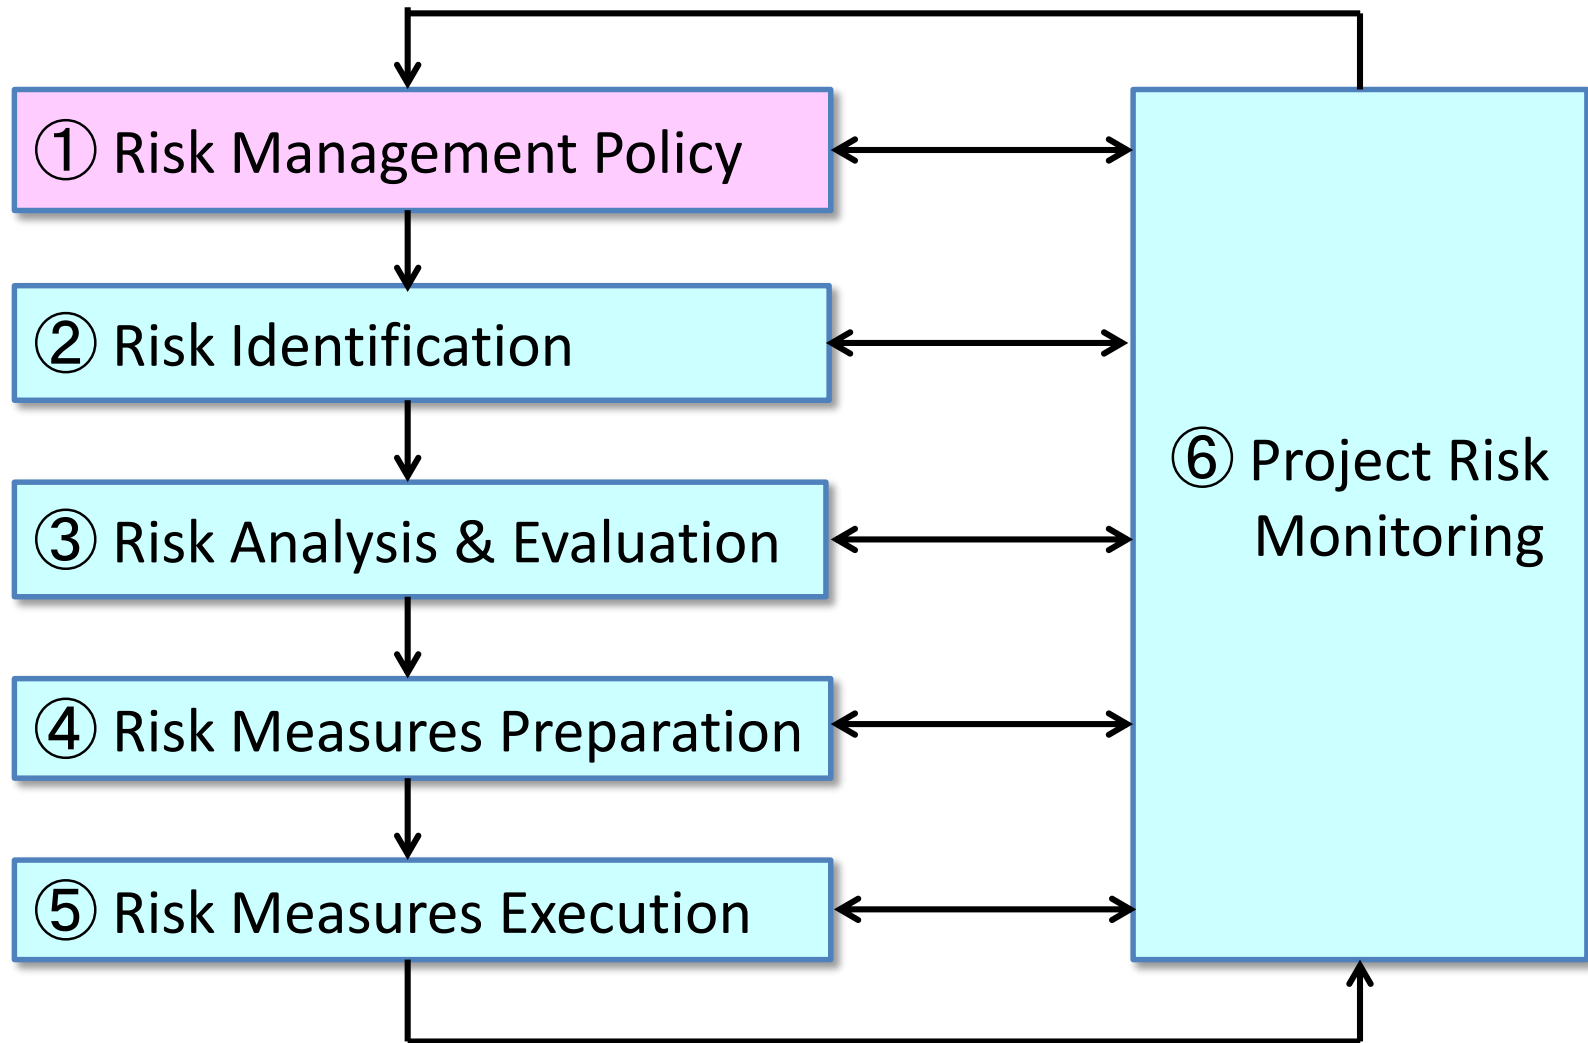 ① Risk Management Policy
② Risk Identification
③ Risk Analysis & Evaluation
④ Risk Measures Preparation
⑤ Risk Measures Execution
⑥ Project Risk
Monitoring